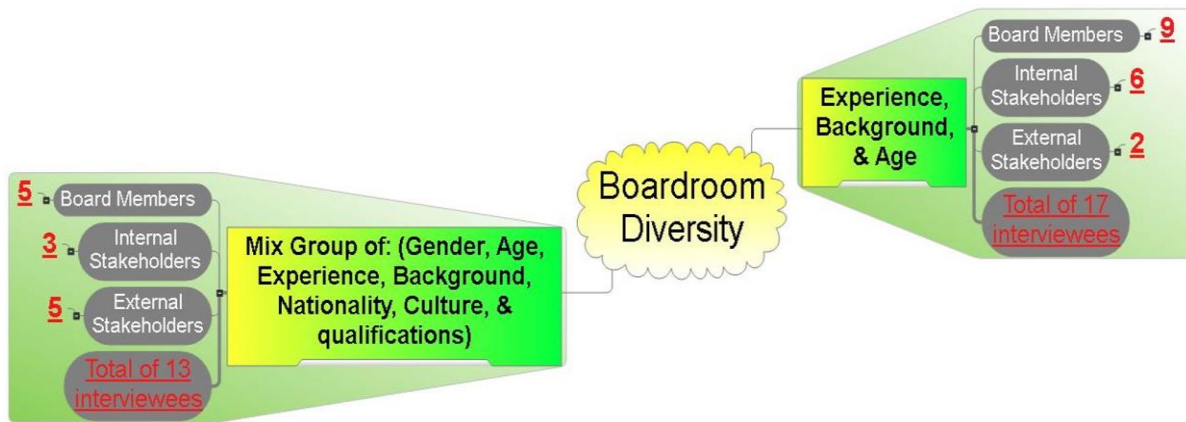 Boardroom
Diversity
Experience,
Background,
& Age
Board Members
9
Internal
Stakeholders
6
External
Stakeholders
2
Total of 17
interviewees
Mix Group of: (Gender, Age,
Experience, Background,
Nationality, Culture, &
qualifications)
5
Board Members
3
Internal
Stakeholders
5
External
Stakeholders
Total of 13
interviewees